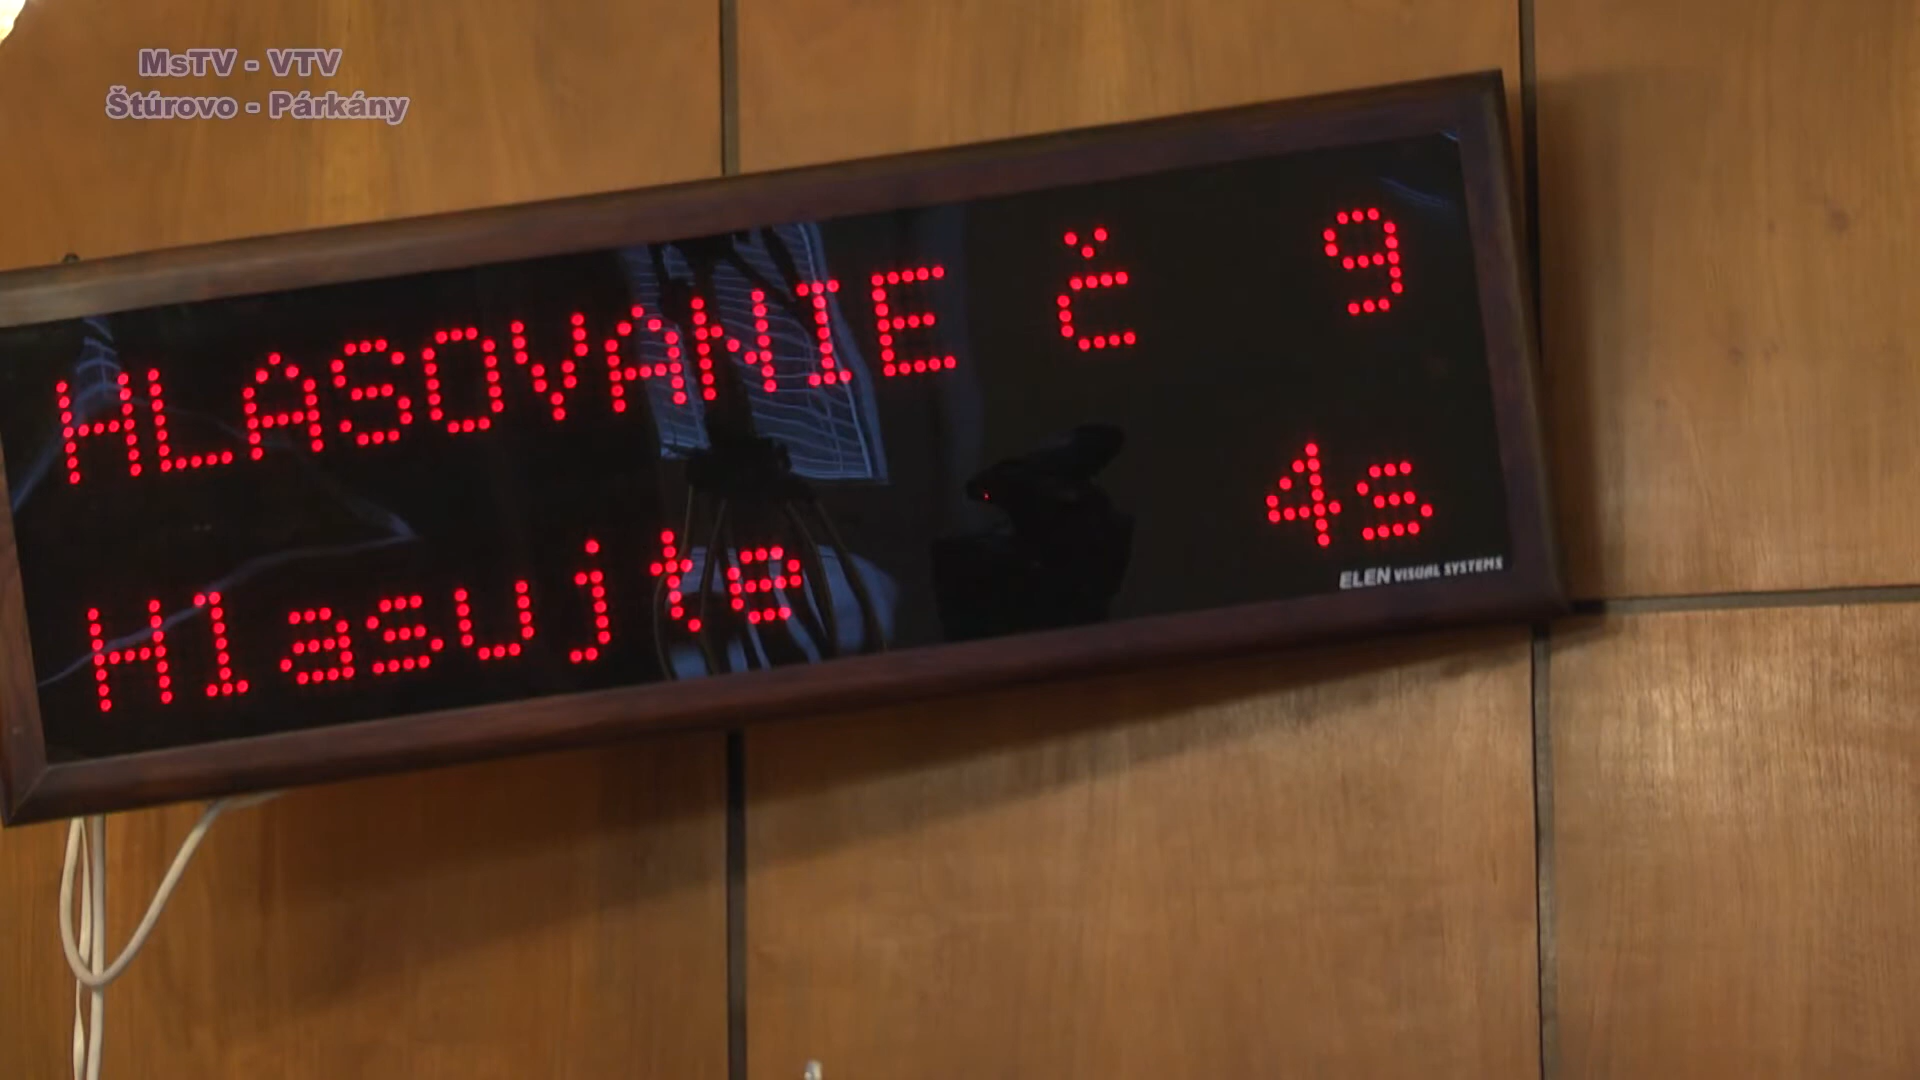 MsTV - VTV
Štúrovo - Párkány
HLASOVANIE č 9
Hlasujte 4s
ELEN VISUAL SYSTEMS